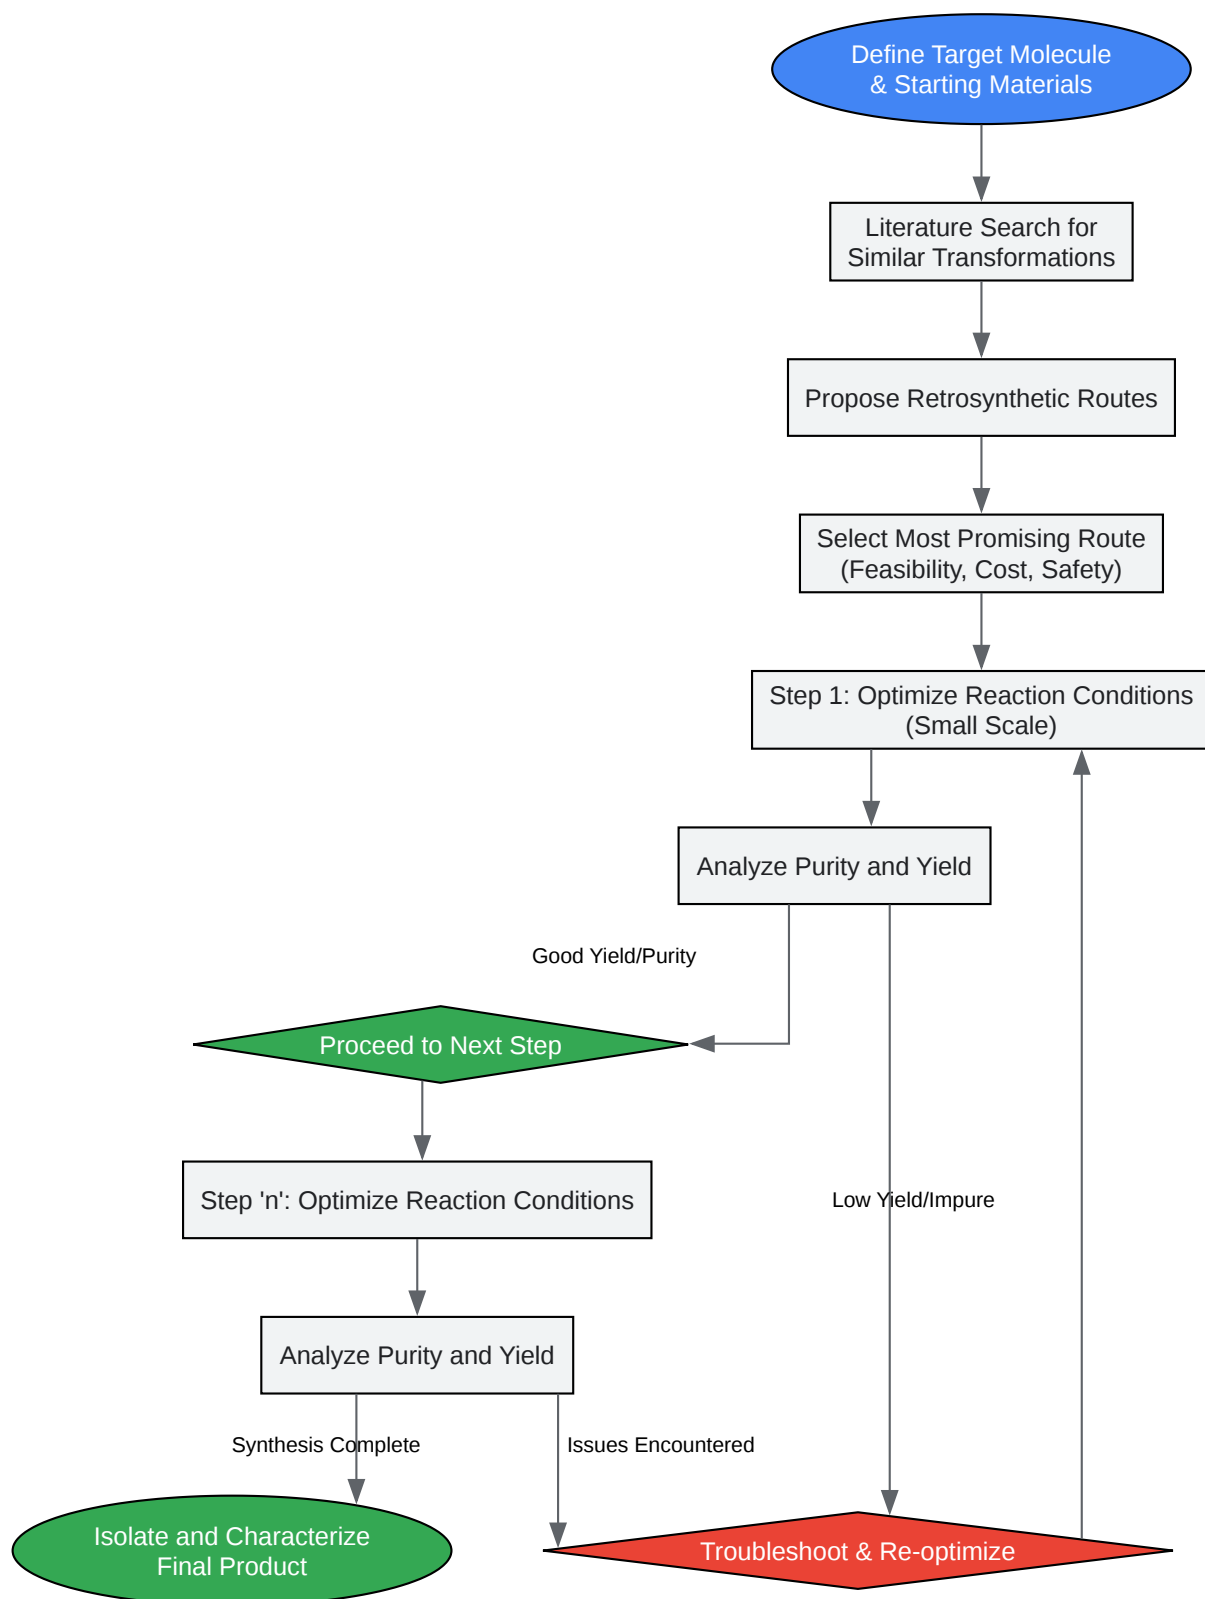 Define Target Molecule
& Starting Materials
Literature Search for
Similar Transformations
Propose Retrosynthetic Routes
Select Most Promising Route
(Feasibility, Cost, Safety)
Step 1: Optimize Reaction Conditions
(Small Scale)
Analyze Purity and Yield
Good Yield/Purity
Proceed to Next Step
Step 'n': Optimize Reaction Conditions
Low Yield/Impure
Analyze Purity and Yield
Synthesis Complete
Issues Encountered
Isolate and Characterize
Final Product
Troubleshoot & Re-optimize